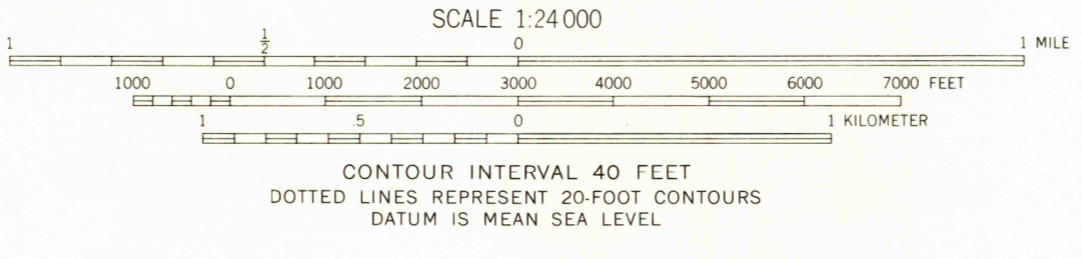 SCALE 1:24 000
1 ½ 0 1 MILE
1000 0 1000 2000 3000 4000 5000 6000 7000 FEET
1 .5 0 1 KILOMETER
CONTOUR INTERVAL 40 FEET
DOTTED LINES REPRESENT 20-FOOT CONTOURS
DATUM IS MEAN SEA LEVEL